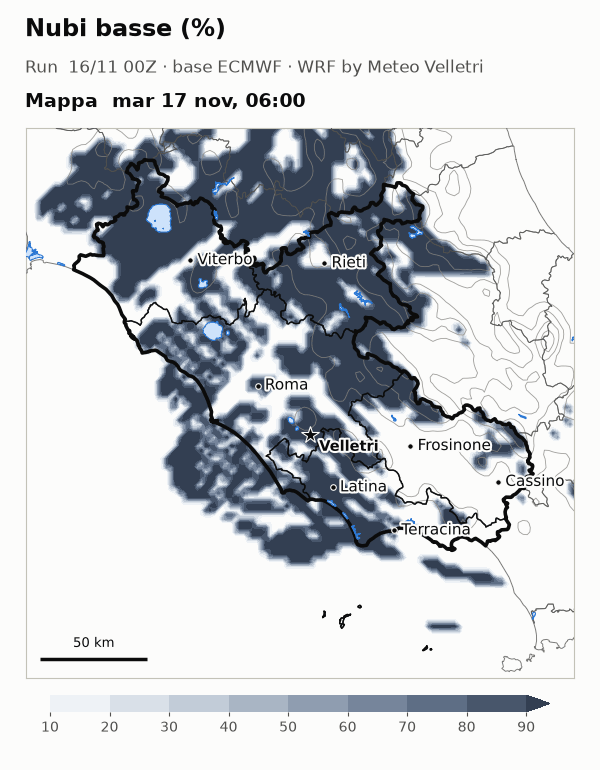 Nubi basse (%)
Run  16/11 00Z · base ECMWF · WRF by Meteo Velletri
Mappa  mar 17 nov, 06:00
Viterbo
Rieti
Roma
Velletri
Frosinone
Latina
Cassino
Terracina
50 km
10 20 30 40 50 60 70 80 90